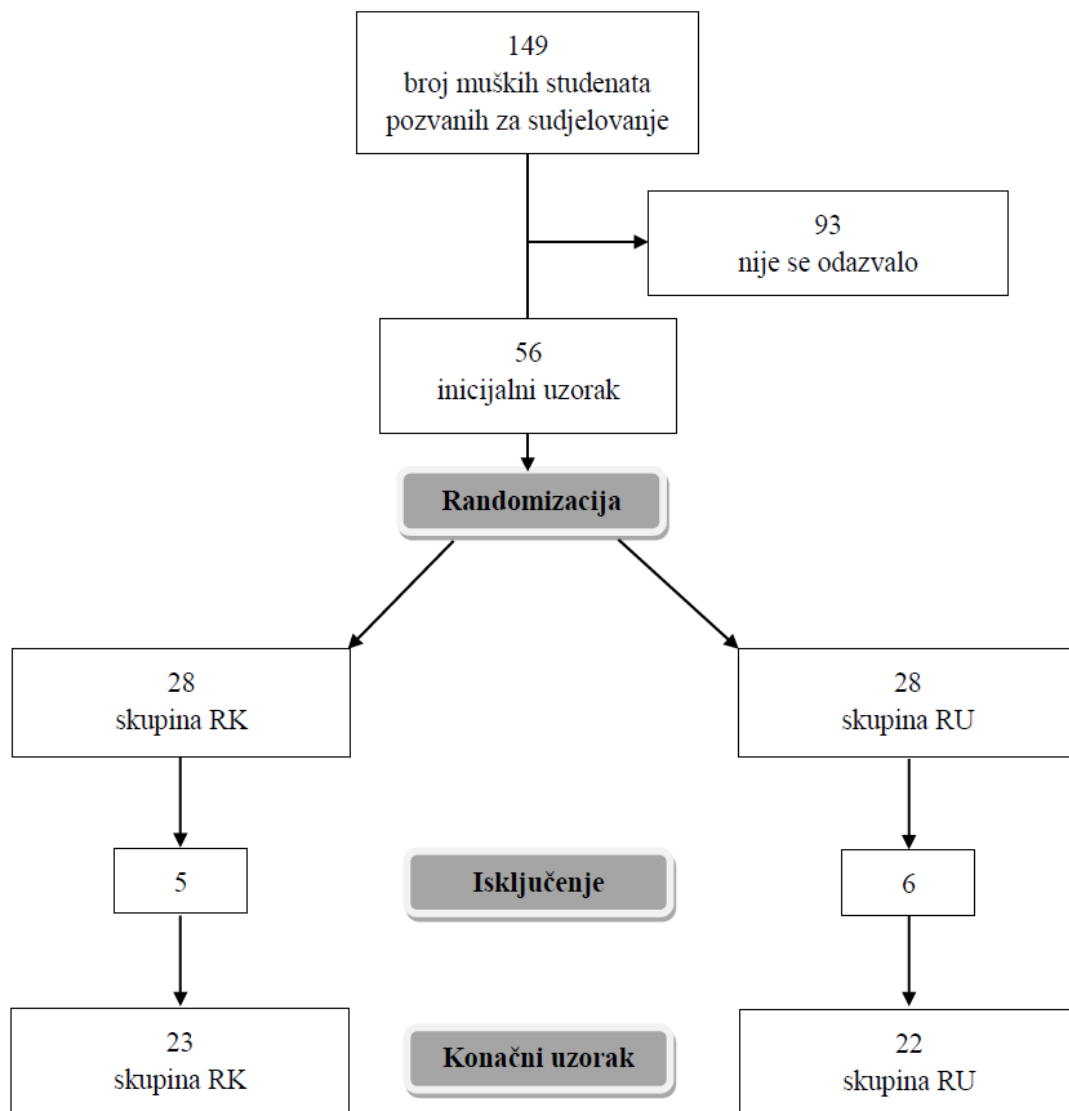 149
broj muških studenata
pozvanih za sudjelovanje
93
nije se odazvalo
56
inicijalni uzorak
Randomizacija
28
skupina RK
28
skupina RU
5
Isključenje
6
23
skupina RK
Konačni uzorak
22
skupina RU